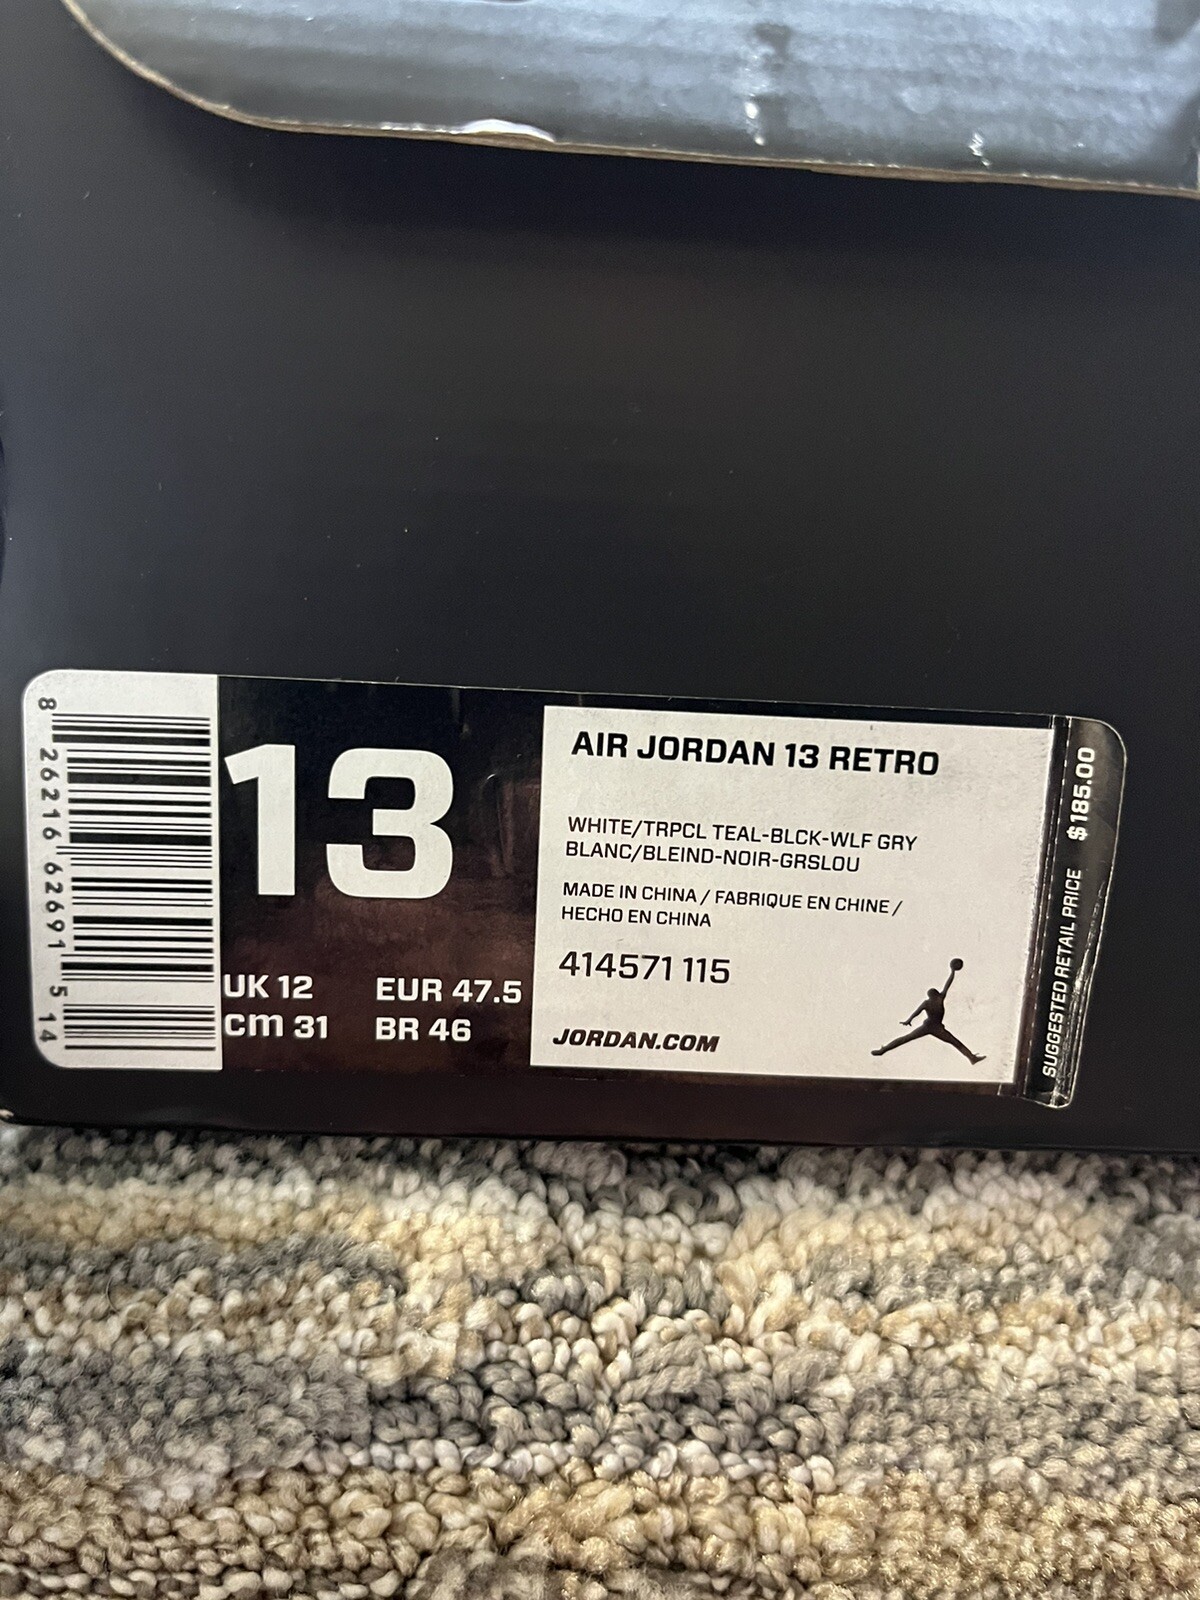 8 26216 62691 5 14
13
UK 12 EUR 47.5
cm 31 BR 46
AIR JORDAN 13 RETRO
WHITE/TRPCL TEAL-BLCK-WLF GRY
BLANC/BLEIND-NOIR-GRSLOU
MADE IN CHINA / FABRIQUE EN CHINE /
HECHO EN CHINA
414571 115
JORDAN.COM
SUGGESTED RETAIL PRICE $185.00